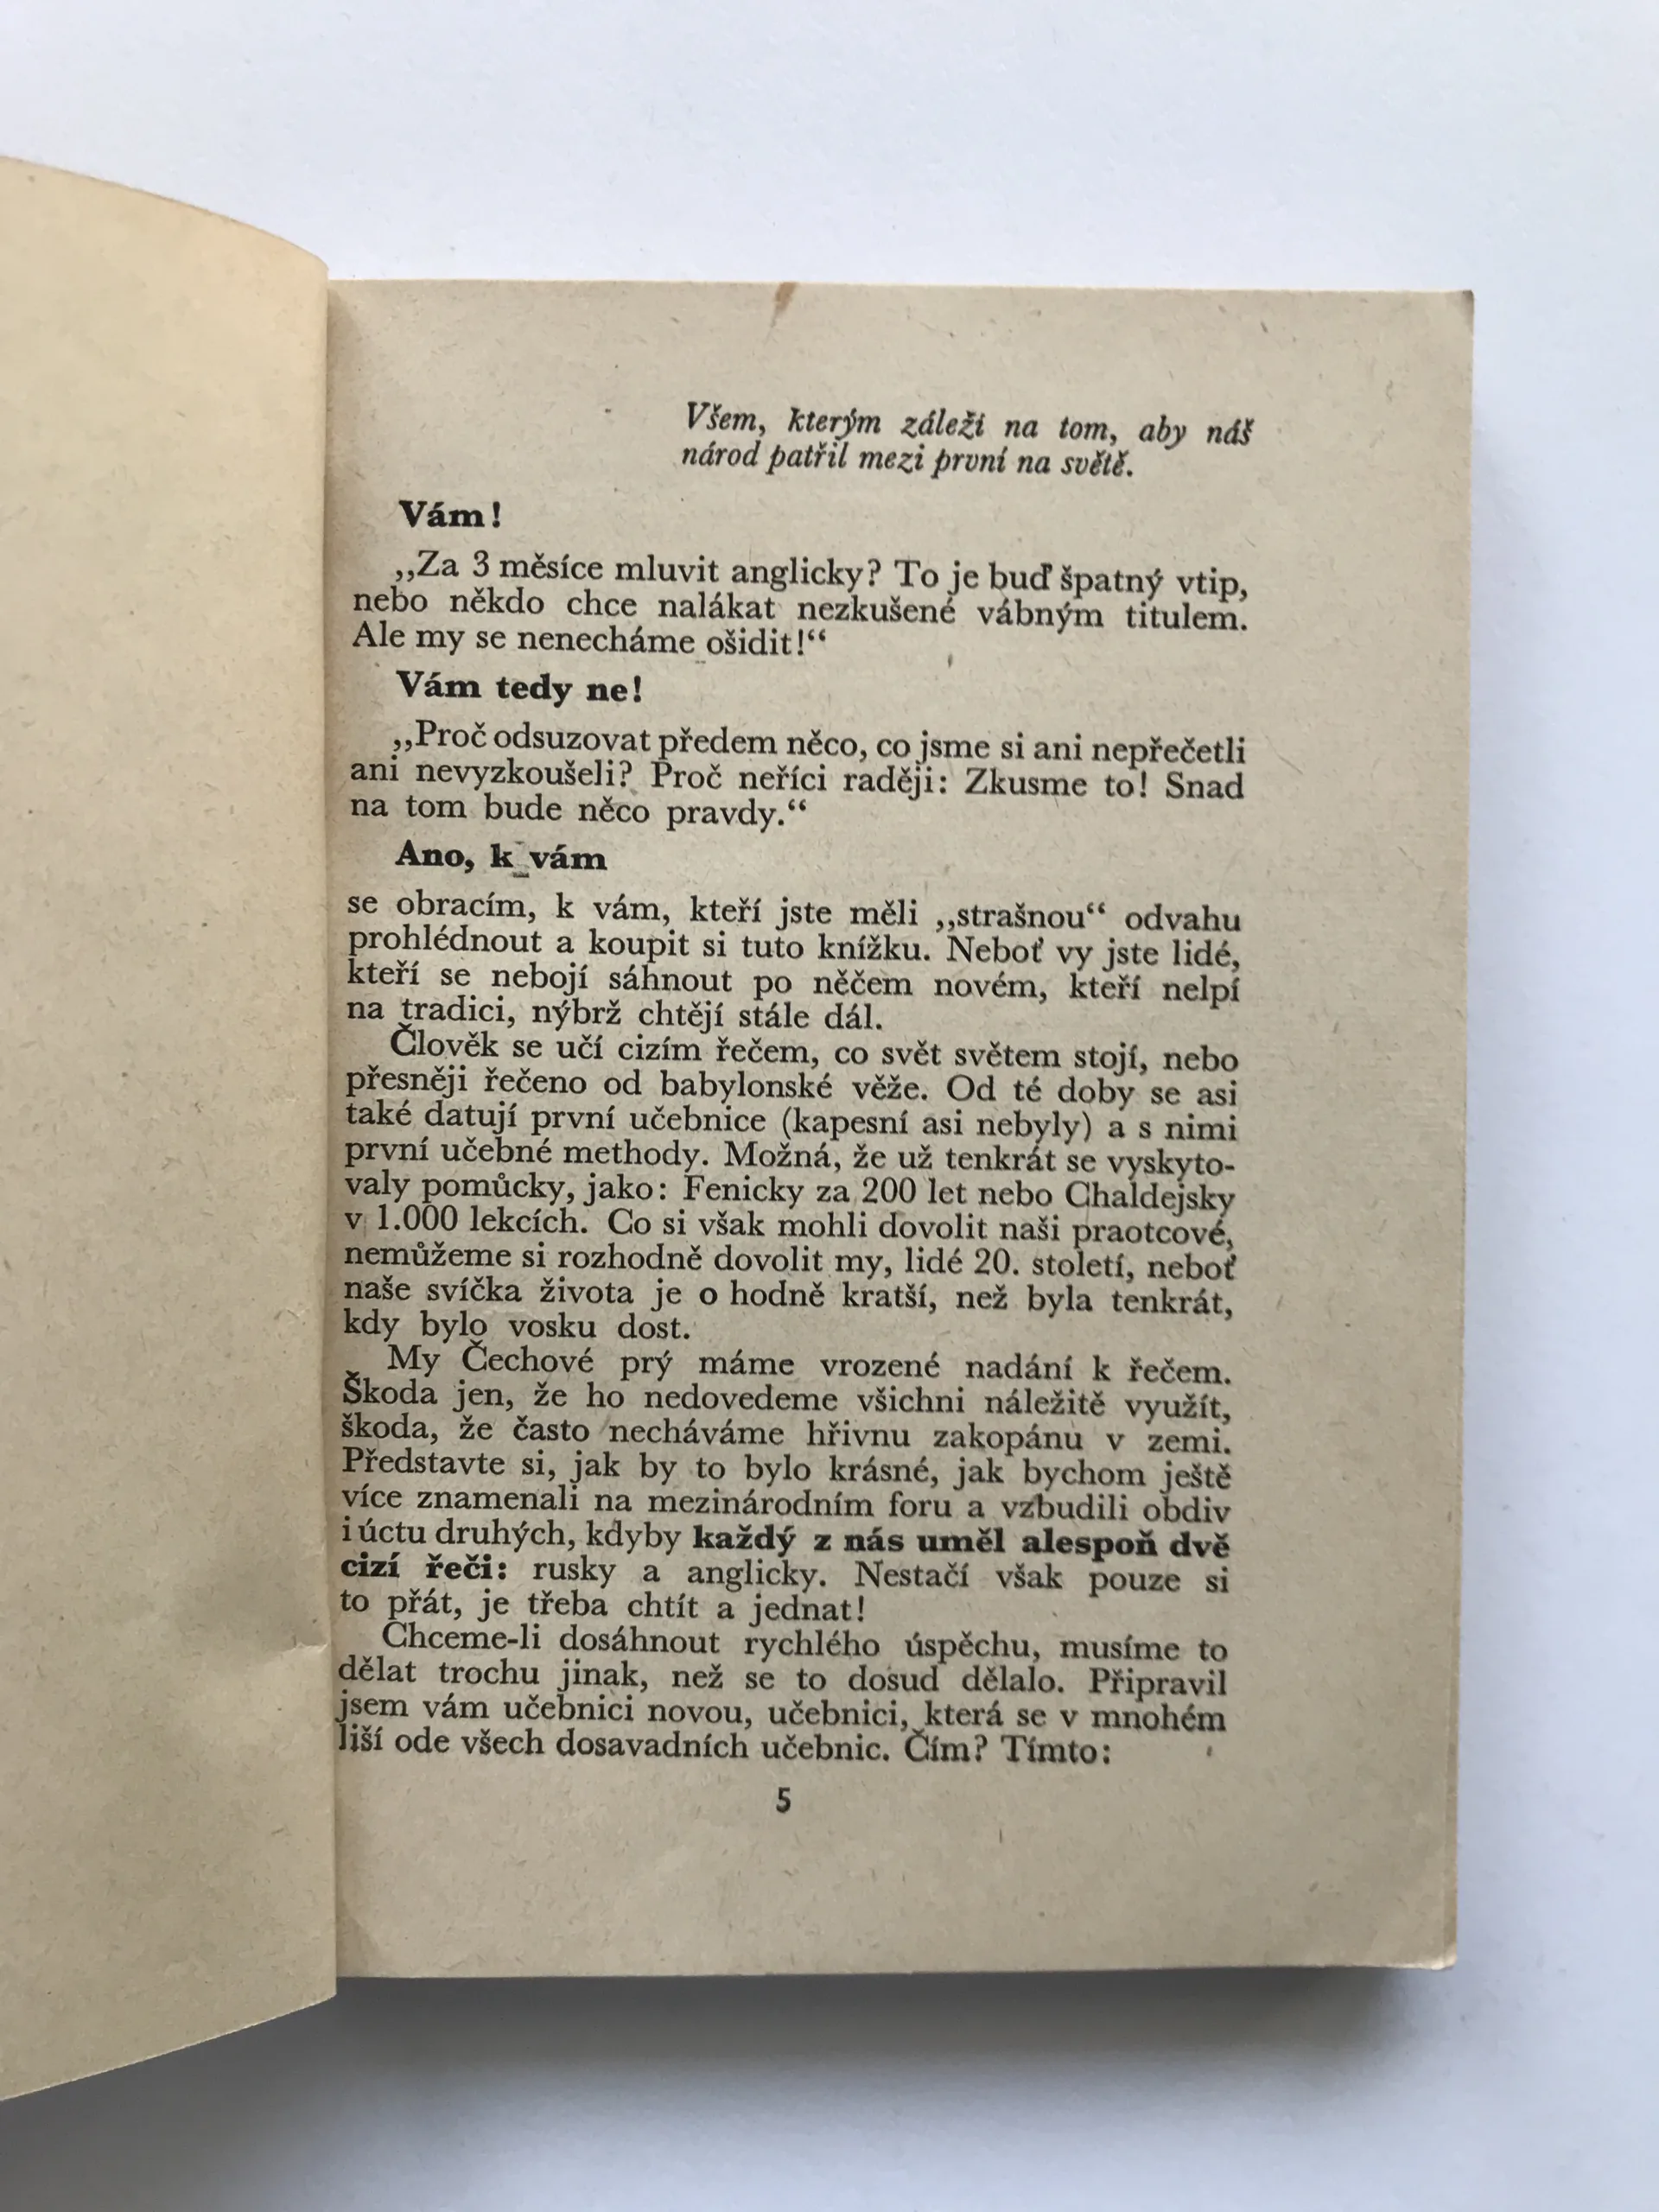 Všem, kterým záleží na tom, aby náš
národ patřil mezi první na světě.
Vám!
„Za 3 měsíce mluvit anglicky? To je buď špatný vtip,
nebo někdo chce nalákat nezkušené vábným titulem.
Ale my se nenecháme ošidit!“
Vám tedy ne!
„Proč odsuzovat předem něco, co jsme si ani nepřečetli
ani nevyzkoušeli? Proč neříci raději: Zkusme to! Snad
na tom bude něco pravdy.“
Ano, k vám
se obracím, k vám, kteří jste měli „strašnou“ odvahu
prohlédnout a koupit si tuto knížku. Neboť vy jste lidé,
kteří se nebojí sáhnout po něčem novém, kteří nelpí
na tradici, nýbrž chtějí stále dál.
Člověk se učí cizím řečem, co svět světem stojí, nebo
přesněji řečeno od babylonské věže. Od té doby se asi
také datují první učebnice (kapesní asi nebyly) a s nimi
první učebné methody. Možná, že už tenkrát se vyskyto-
valy pomůcky, jako: Fenicky za 200 let nebo Chaldejsky
v 1.000 lekcích. Co si však mohli dovolit naši praotcové,
nemůžeme si rozhodně dovolit my, lidé 20. století, neboť
naše svíčka života je o hodně kratší, než byla tenkrát,
kdy bylo vosku dost.
My Čechové prý máme vrozené nadání k řečem.
Škoda jen, že ho nedovedeme všichni náležitě využít,
škoda, že často necháváme hřivnu zakopánu v zemi.
Představte si, jak by to bylo krásné, jak bychom ještě
více znamenali na mezinárodním foru a vzbudili obdiv
i úctu druhých, kdyby každý z nás uměl alespoň dvě
cizí řeči: rusky a anglicky. Nestačí však pouze si
to přát, je třeba chtít a jednat!
Chceme-li dosáhnout rychlého úspěchu, musíme to
dělat trochu jinak, než se to dosud dělalo. Připravil
jsem vám učebnici novou, učebnici, která se v mnohém
liší ode všech dosavadních učebnic. Čím? Tímto:
5